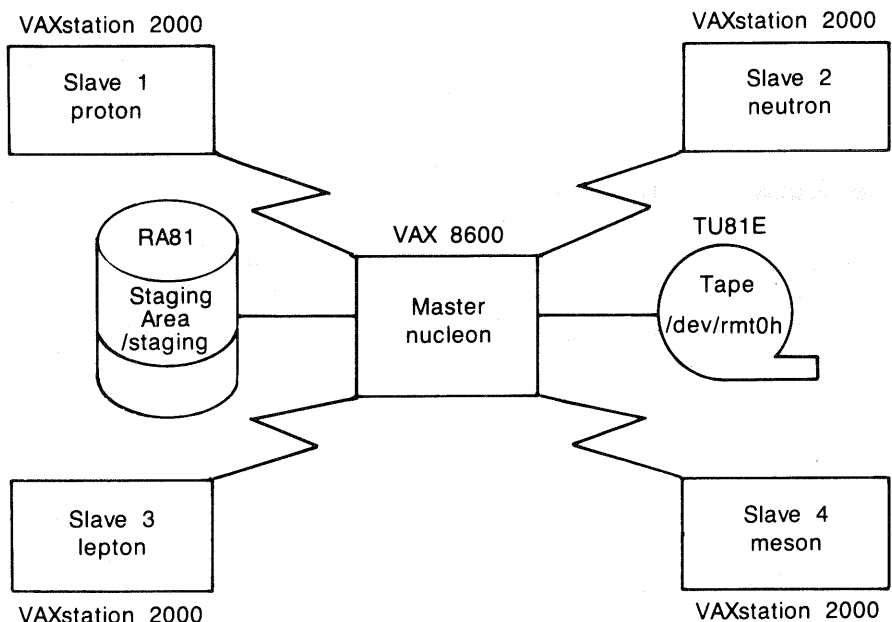 VAXstation 2000
Slave 1
proton
VAXstation 2000
Slave 2
neutron
RA81
Staging
Area
/staging
VAX 8600
Master
nucleon
TU81E
Tape
/dev/rmt0h
Slave 3
lepton
VAXstation 2000
Slave 4
meson
VAXstation 2000